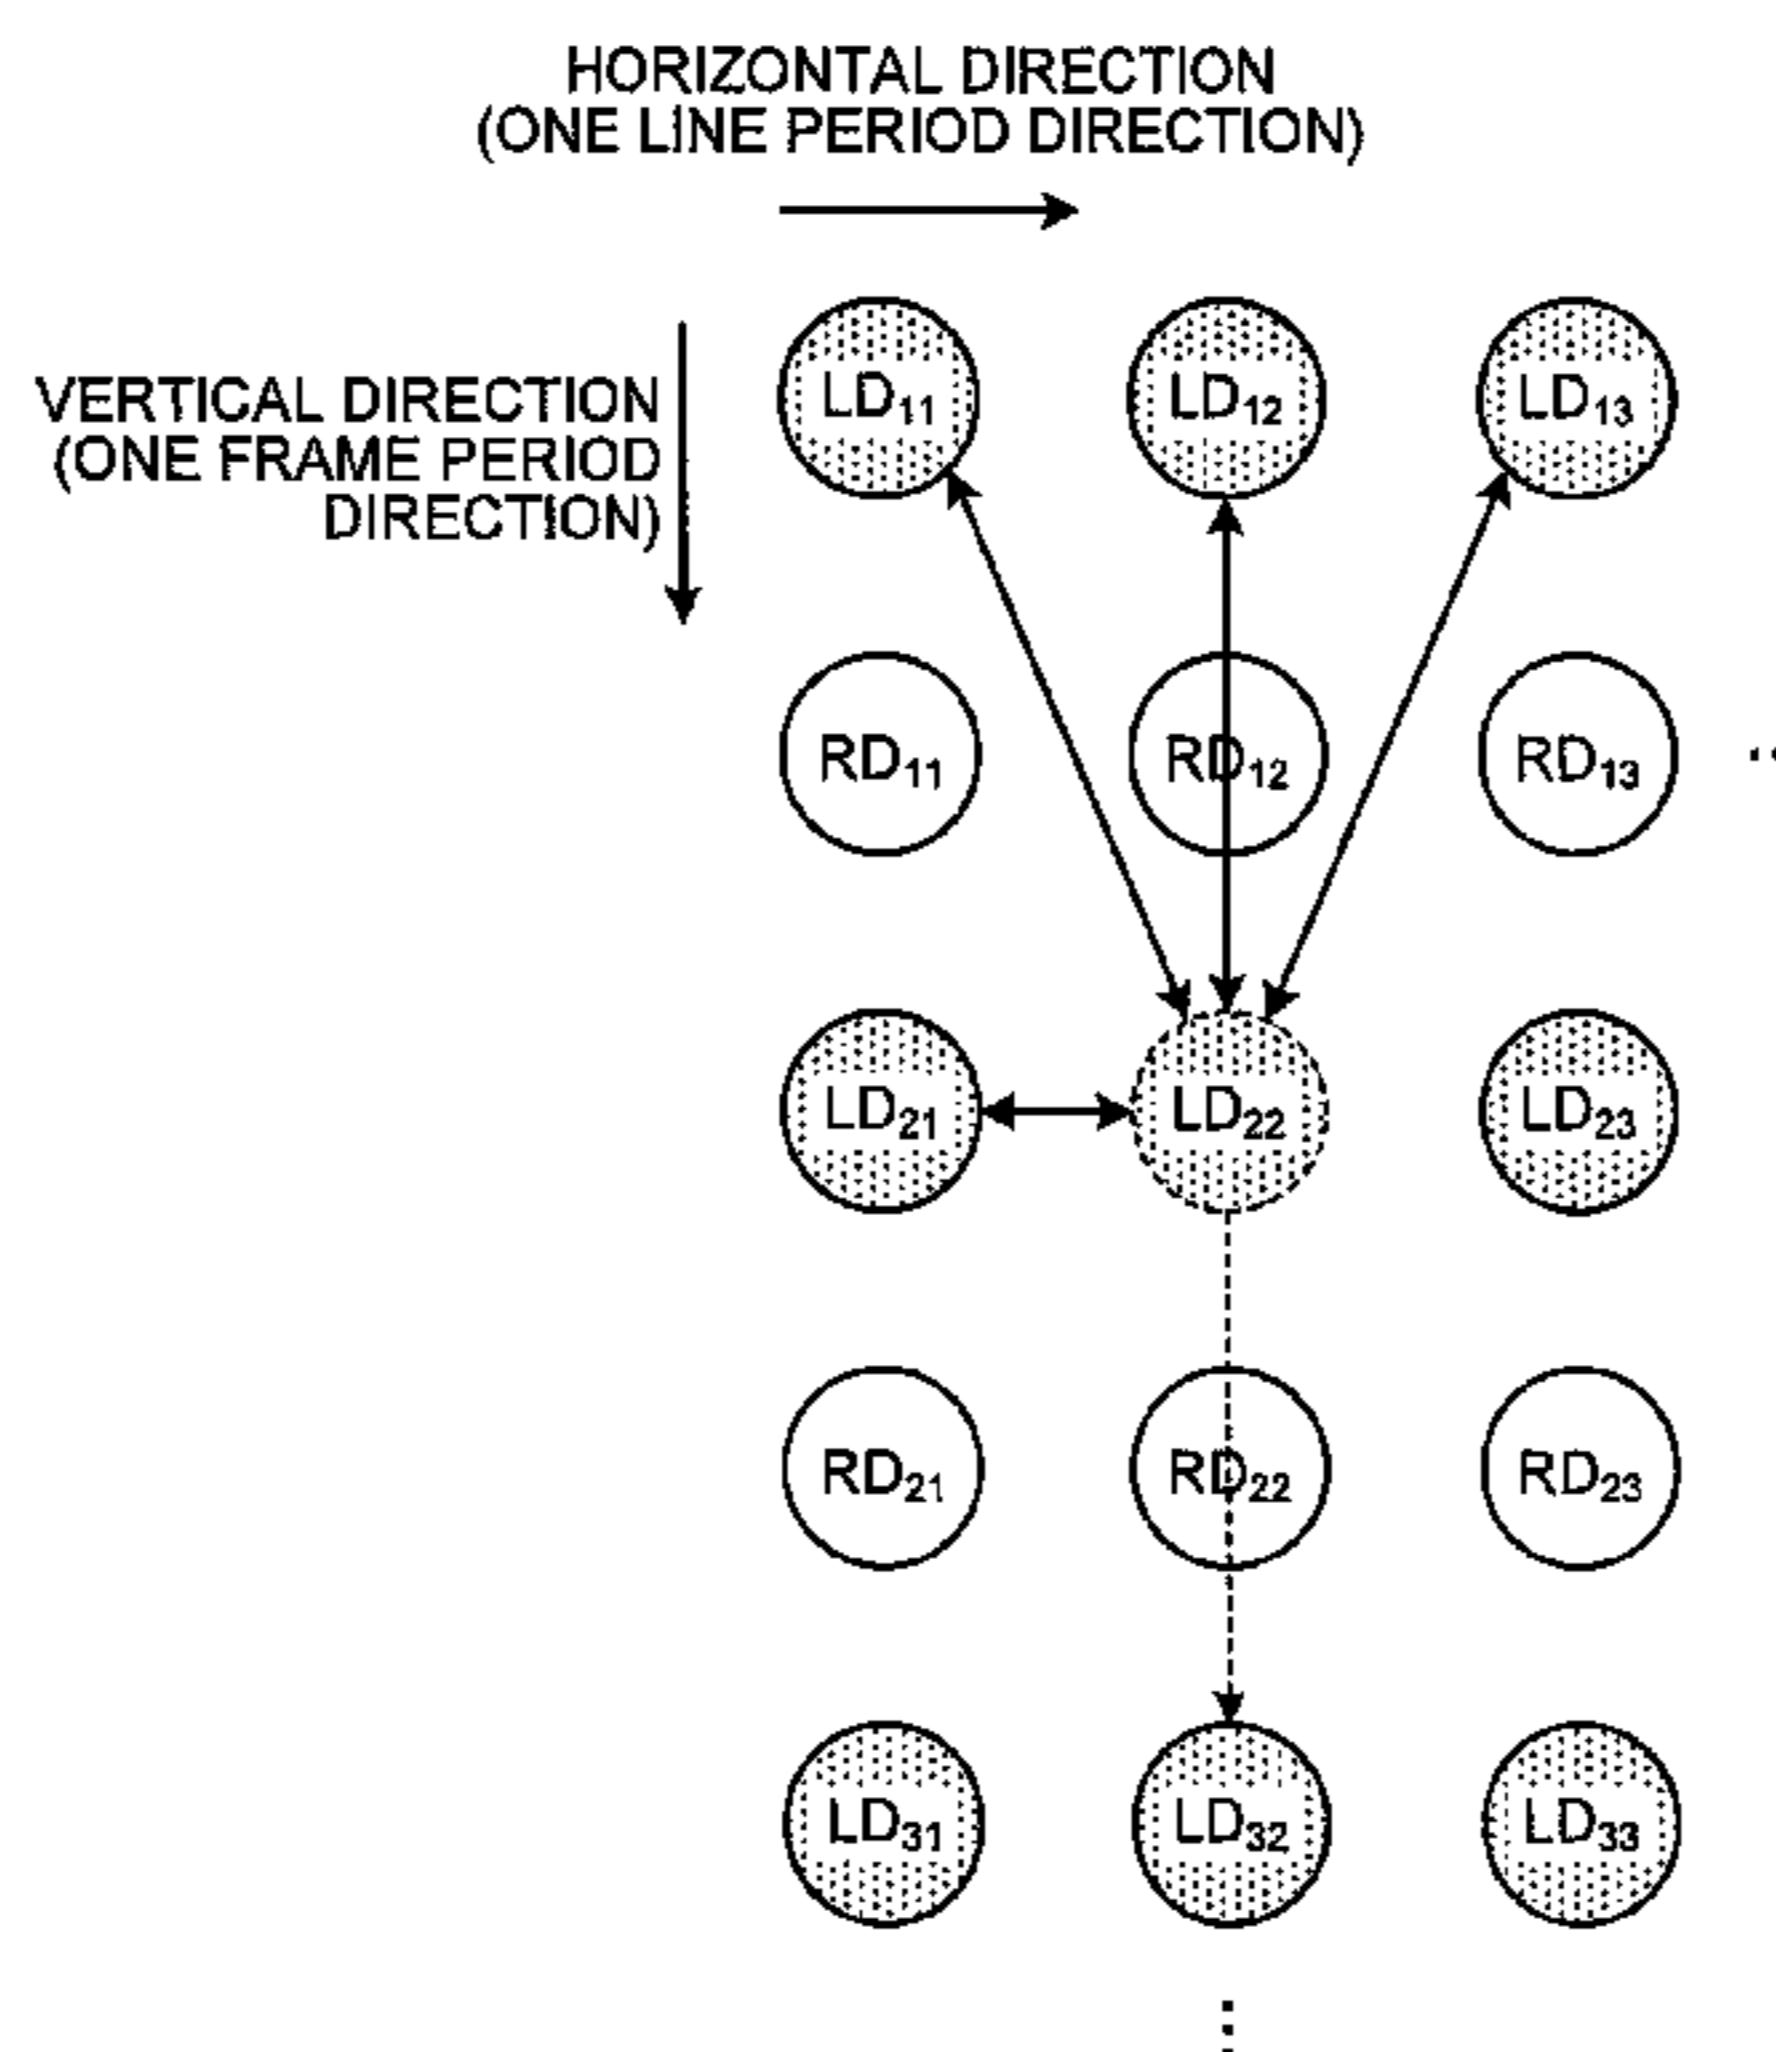 HORIZONTAL DIRECTION
(ONE LINE PERIOD DIRECTION)
VERTICAL DIRECTION
(ONE FRAME PERIOD
DIRECTION)
LD₁₁ LD₁₂ LD₁₃
RD₁₁ RD₁₂ RD₁₃
LD₂₁ LD₂₂ LD₂₃
RD₂₁ RD₂₂ RD₂₃
LD₃₁ LD₃₂ LD₃₃